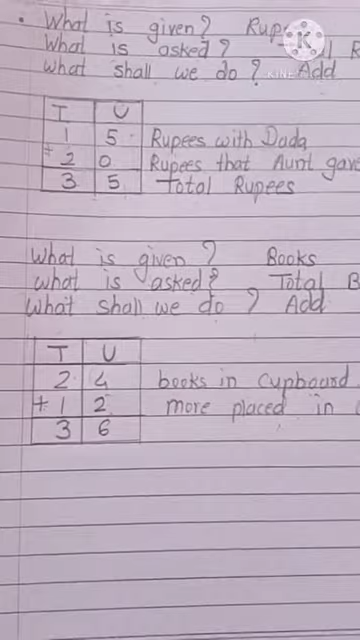 • What is given? Rup
What is asked?
What shall we do? Add
T U
1 5 Rupees with Dada
+ 2 0 Rupees that Aunt gave
3 5 Total Rupees
What is given? Books
what is asked? Total B
What shall we do? Add
T U
2 4 books in Cupboard
+ 1 2 more placed in
3 6